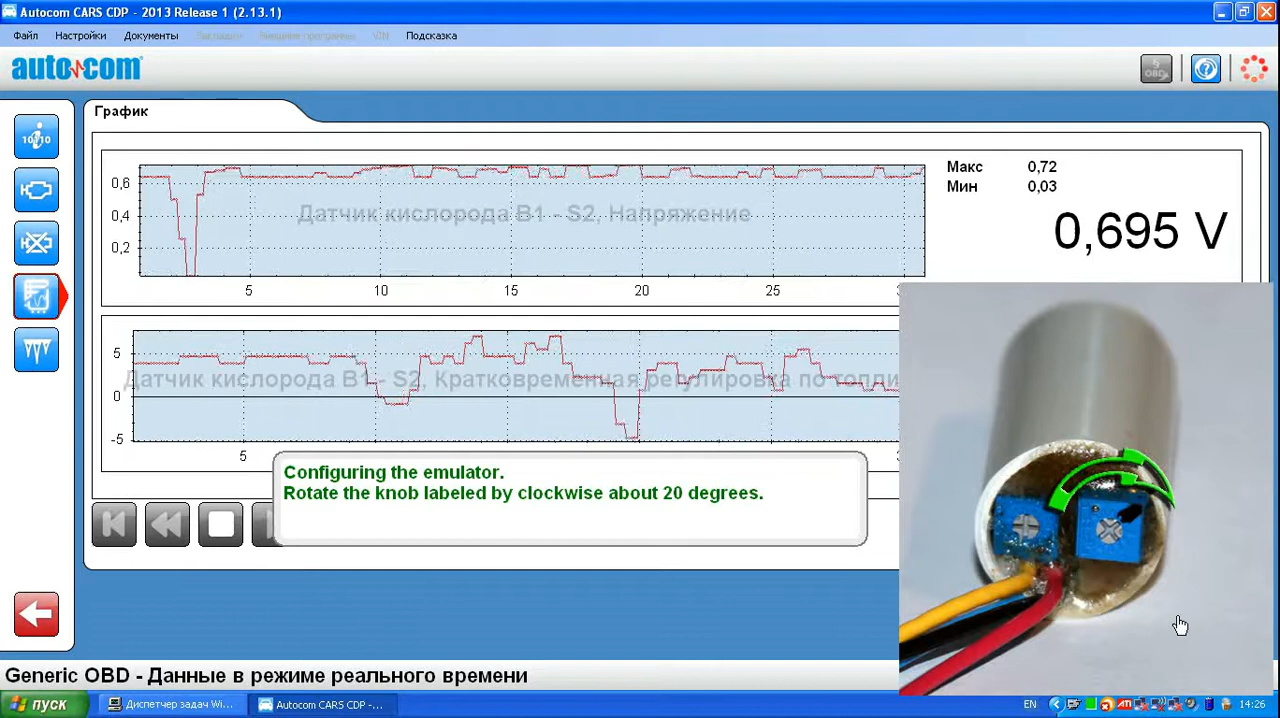 Autocom CARS CDP - 2013 Release 1 (2.13.1)
Файл Настройки Документы VIN Подсказка
autocom
OBD
График
Макс 0,72
Мин 0,03
0,695 V
0,6
0,4
0,2
Датчик кислорода B1 - S2, Напряжение
5 10 15 20 25 3
5
0
-5
Датчик кислорода B1 - S2, Кратковременная регулировка по топли
5
Configuring the emulator.
Rotate the knob labeled by clockwise about 20 degrees.
Generic OBD - Данные в режиме реального времени
пуск
Диспетчер задач Wi...
Autocom CARS CDP - ...
EN
14:26